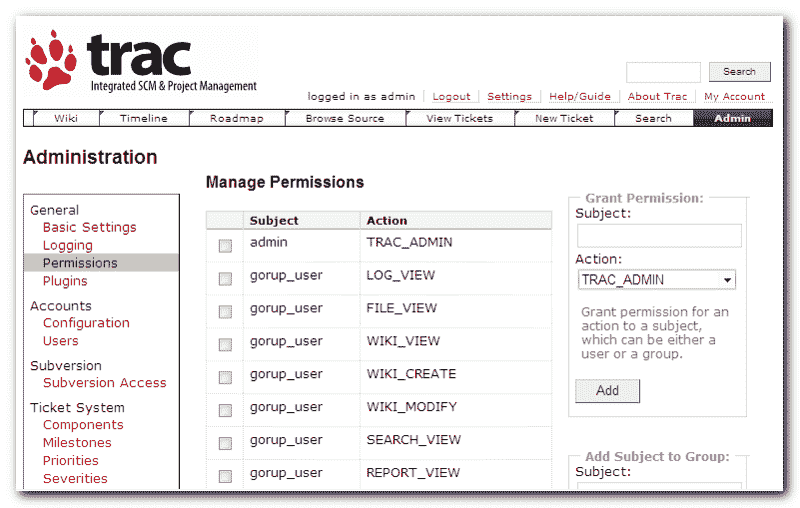 trac
Integrated SCM & Project Management
Search
logged in as admin Logout Settings Help/Guide About Trac My Account
Wiki Timeline Roadmap Browse Source View Tickets New Ticket Search Admin
Administration
General
Basic Settings
Logging
Permissions
Plugins
Accounts
Configuration
Users
Subversion
Subversion Access
Ticket System
Components
Milestones
Priorities
Severities
Manage Permissions
Subject Action
admin TRAC_ADMIN
gorup_user LOG_VIEW
gorup_user FILE_VIEW
gorup_user WIKI_VIEW
gorup_user WIKI_CREATE
gorup_user WIKI_MODIFY
gorup_user SEARCH_VIEW
gorup_user REPORT_VIEW
Grant Permission:
Subject:
Action:
TRAC_ADMIN
Grant permission for an
action to a subject,
which can be either a
user or a group.
Add
Add Subject to Group:
Subject: